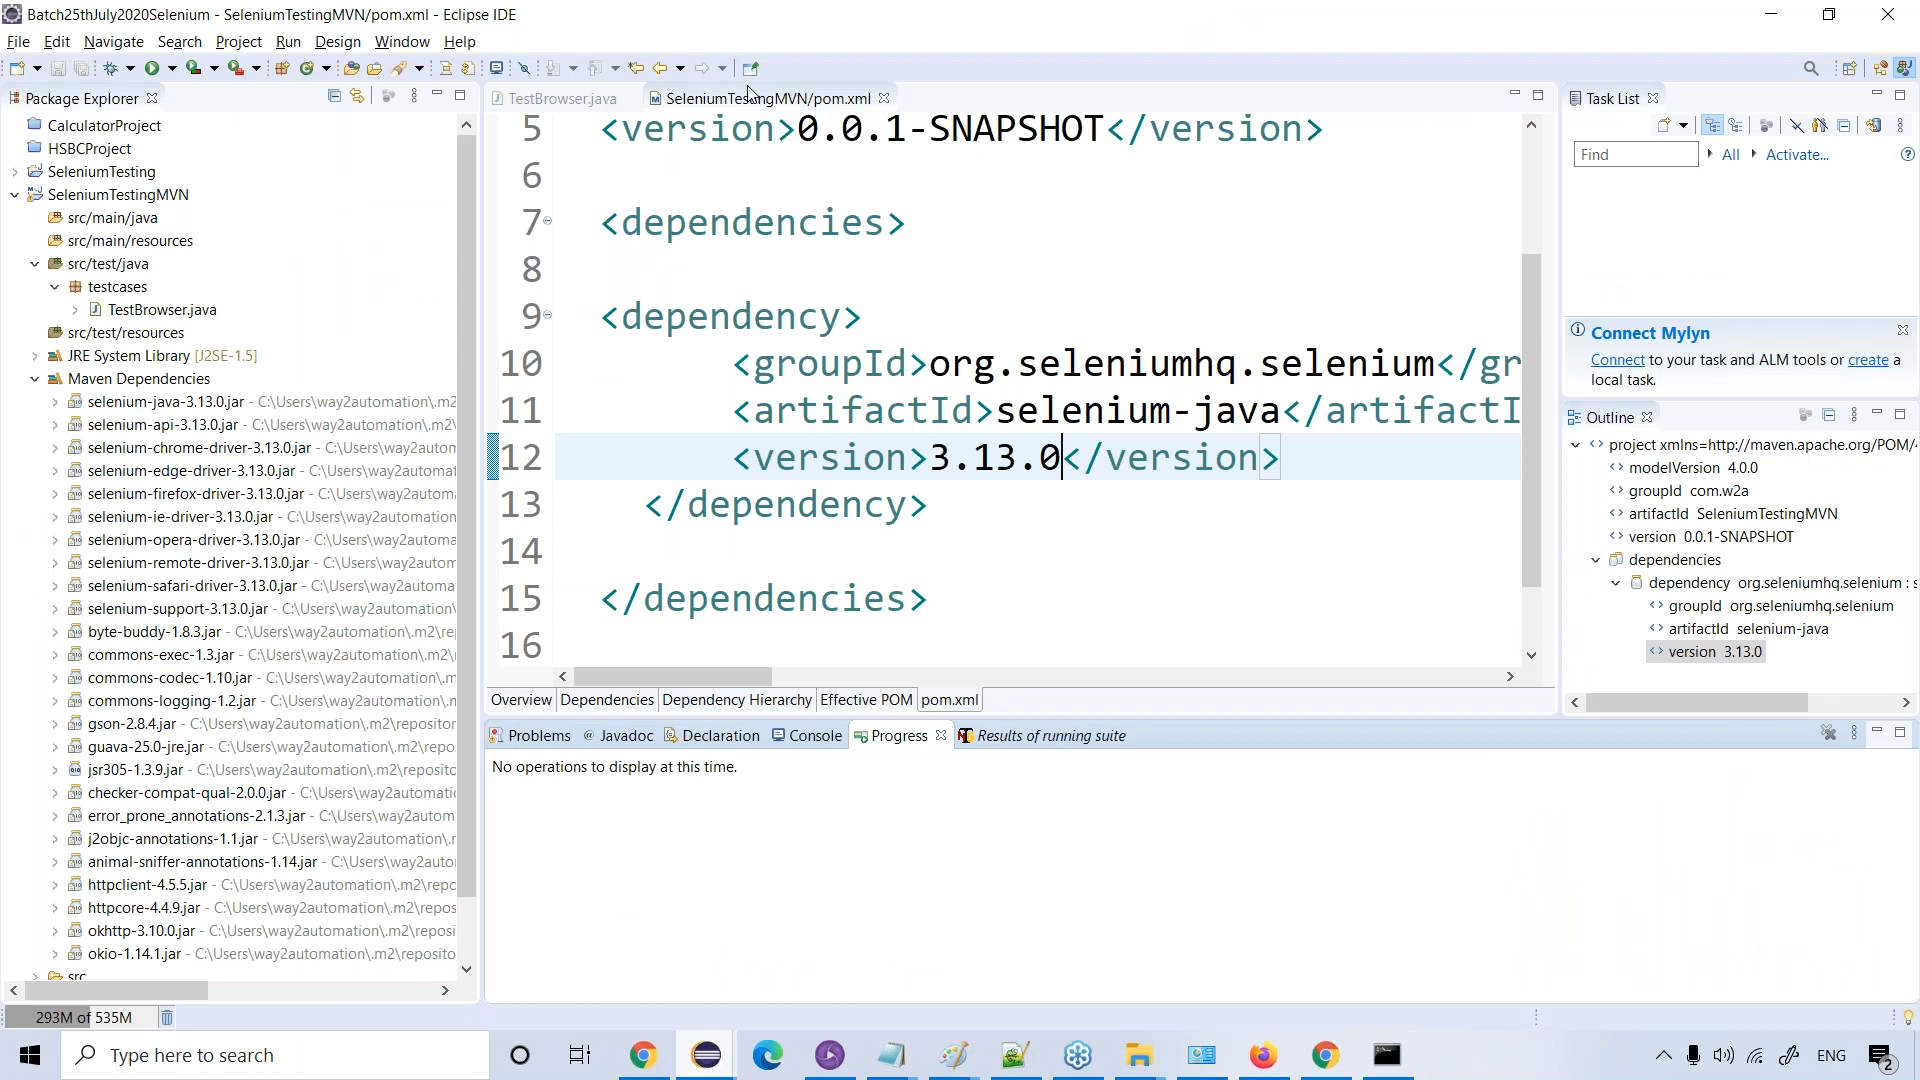 Batch25thJuly2020Selenium - SeleniumTestingMVN/pom.xml - Eclipse IDE
File Edit Navigate Search Project Run Design Window Help
Package Explorer
CalculatorProject
HSBCProject
SeleniumTesting
SeleniumTestingMVN
src/main/java
src/main/resources
src/test/java
testcases
TestBrowser.java
src/test/resources
JRE System Library [J2SE-1.5]
Maven Dependencies
selenium-java-3.13.0.jar - C:\Users\way2automation\.m2
selenium-api-3.13.0.jar - C:\Users\way2automation\.m2\
selenium-chrome-driver-3.13.0.jar - C:\Users\way2autom
selenium-edge-driver-3.13.0.jar - C:\Users\way2automa
selenium-firefox-driver-3.13.0.jar - C:\Users\way2automa
selenium-ie-driver-3.13.0.jar - C:\Users\way2automation
selenium-opera-driver-3.13.0.jar - C:\Users\way2automa
selenium-remote-driver-3.13.0.jar - C:\Users\way2autom
selenium-safari-driver-3.13.0.jar - C:\Users\way2automa
selenium-support-3.13.0.jar - C:\Users\way2automation\
byte-buddy-1.8.3.jar - C:\Users\way2automation\.m2\re
commons-exec-1.3.jar - C:\Users\way2automation\.m2\
commons-codec-1.10.jar - C:\Users\way2automation\.m
commons-logging-1.2.jar - C:\Users\way2automation\.m
gson-2.8.4.jar - C:\Users\way2automation\.m2\repositor
guava-25.0-jre.jar - C:\Users\way2automation\.m2\repo
jsr305-1.3.9.jar - C:\Users\way2automation\.m2\reposito
checker-compat-qual-2.0.0.jar - C:\Users\way2automati
error_prone_annotations-2.1.3.jar - C:\Users\way2autom
j2objc-annotations-1.1.jar - C:\Users\way2automation\.r
animal-sniffer-annotations-1.14.jar - C:\Users\way2auto
httpclient-4.5.5.jar - C:\Users\way2automation\.m2\repo
httpcore-4.4.9.jar - C:\Users\way2automation\.m2\repos
okhttp-3.10.0.jar - C:\Users\way2automation\.m2\reposi
okio-1.14.1.jar - C:\Users\way2automation\.m2\reposito
src
293M of 535M
TestBrowser.java SeleniumTestingMVN/pom.xml
5 <version>0.0.1-SNAPSHOT</version>
6
7 <dependencies>
8
9 <dependency>
10 <groupId>org.seleniumhq.selenium</gr
11 <artifactId>selenium-java</artifactI
12 <version>3.13.0</version>
13 </dependency>
14
15 </dependencies>
16
Overview Dependencies Dependency Hierarchy Effective POM pom.xml
Problems Javadoc Declaration Console Progress Results of running suite
No operations to display at this time.
Task List
Find All Activate...
Connect Mylyn
Connect to your task and ALM tools or create a
local task.
Outline
project xmlns=http://maven.apache.org/POM/
modelVersion 4.0.0
groupId com.w2a
artifactId SeleniumTestingMVN
version 0.0.1-SNAPSHOT
dependencies
dependency org.seleniumhq.selenium : s
groupId org.seleniumhq.selenium
artifactId selenium-java
version 3.13.0
Type here to search
ENG
2